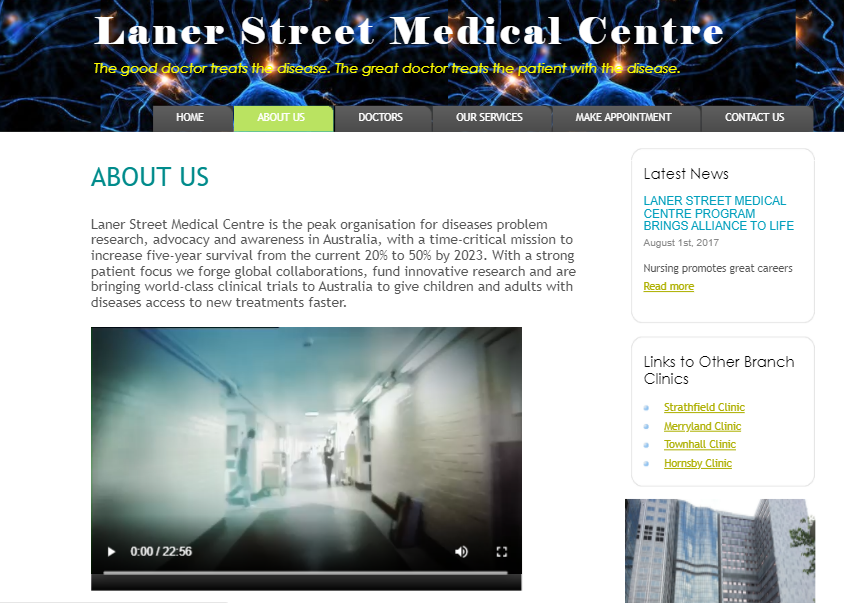 Laner Street Medical Centre
The good doctor treats the disease. The great doctor treats the patient with the disease.
HOME
ABOUT US
DOCTORS
OUR SERVICES
MAKE APPOINTMENT
CONTACT US
ABOUT US
Laner Street Medical Centre is the peak organisation for diseases problem
research, advocacy and awareness in Australia, with a time-critical mission to
increase five-year survival from the current 20% to 50% by 2023. With a strong
patient focus we forge global collaborations, fund innovative research and are
bringing world-class clinical trials to Australia to give children and adults with
diseases access to new treatments faster.
0:00 / 22:56
Latest News
LANER STREET MEDICAL
CENTRE PROGRAM
BRINGS ALLIANCE TO LIFE
August 1st, 2017
Nursing promotes great careers
Read more
Links to Other Branch
Clinics
Strathfield Clinic
Merryland Clinic
Townhall Clinic
Hornsby Clinic